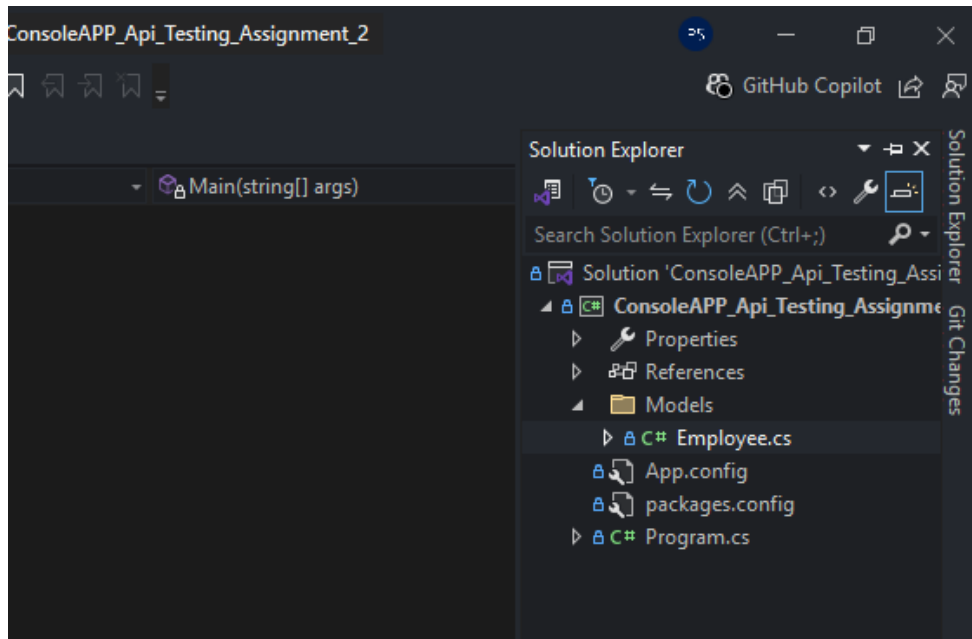 ConsoleAPP_Api_Testing_Assignment_2
GitHub Copilot
Solution Explorer
Main(string[] args)
Search Solution Explorer (Ctrl+;)
Solution 'ConsoleAPP_Api_Testing_Assi
C# ConsoleAPP_Api_Testing_Assignme
Properties
References
Models
C# Employee.cs
App.config
packages.config
C# Program.cs
Solution Explorer
Git Changes